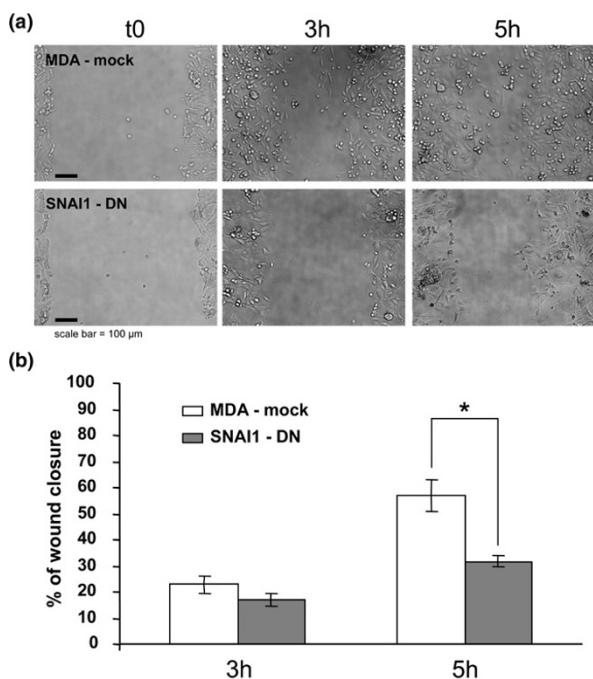 (a)
t0 3h 5h
MDA - mock
SNAI1 - DN
scale bar = 100 µm
(b)
100
90
80
70
60
50
40
30
20
10
0
% of wound closure
MDA - mock
SNAI1 - DN
*
3h 5h